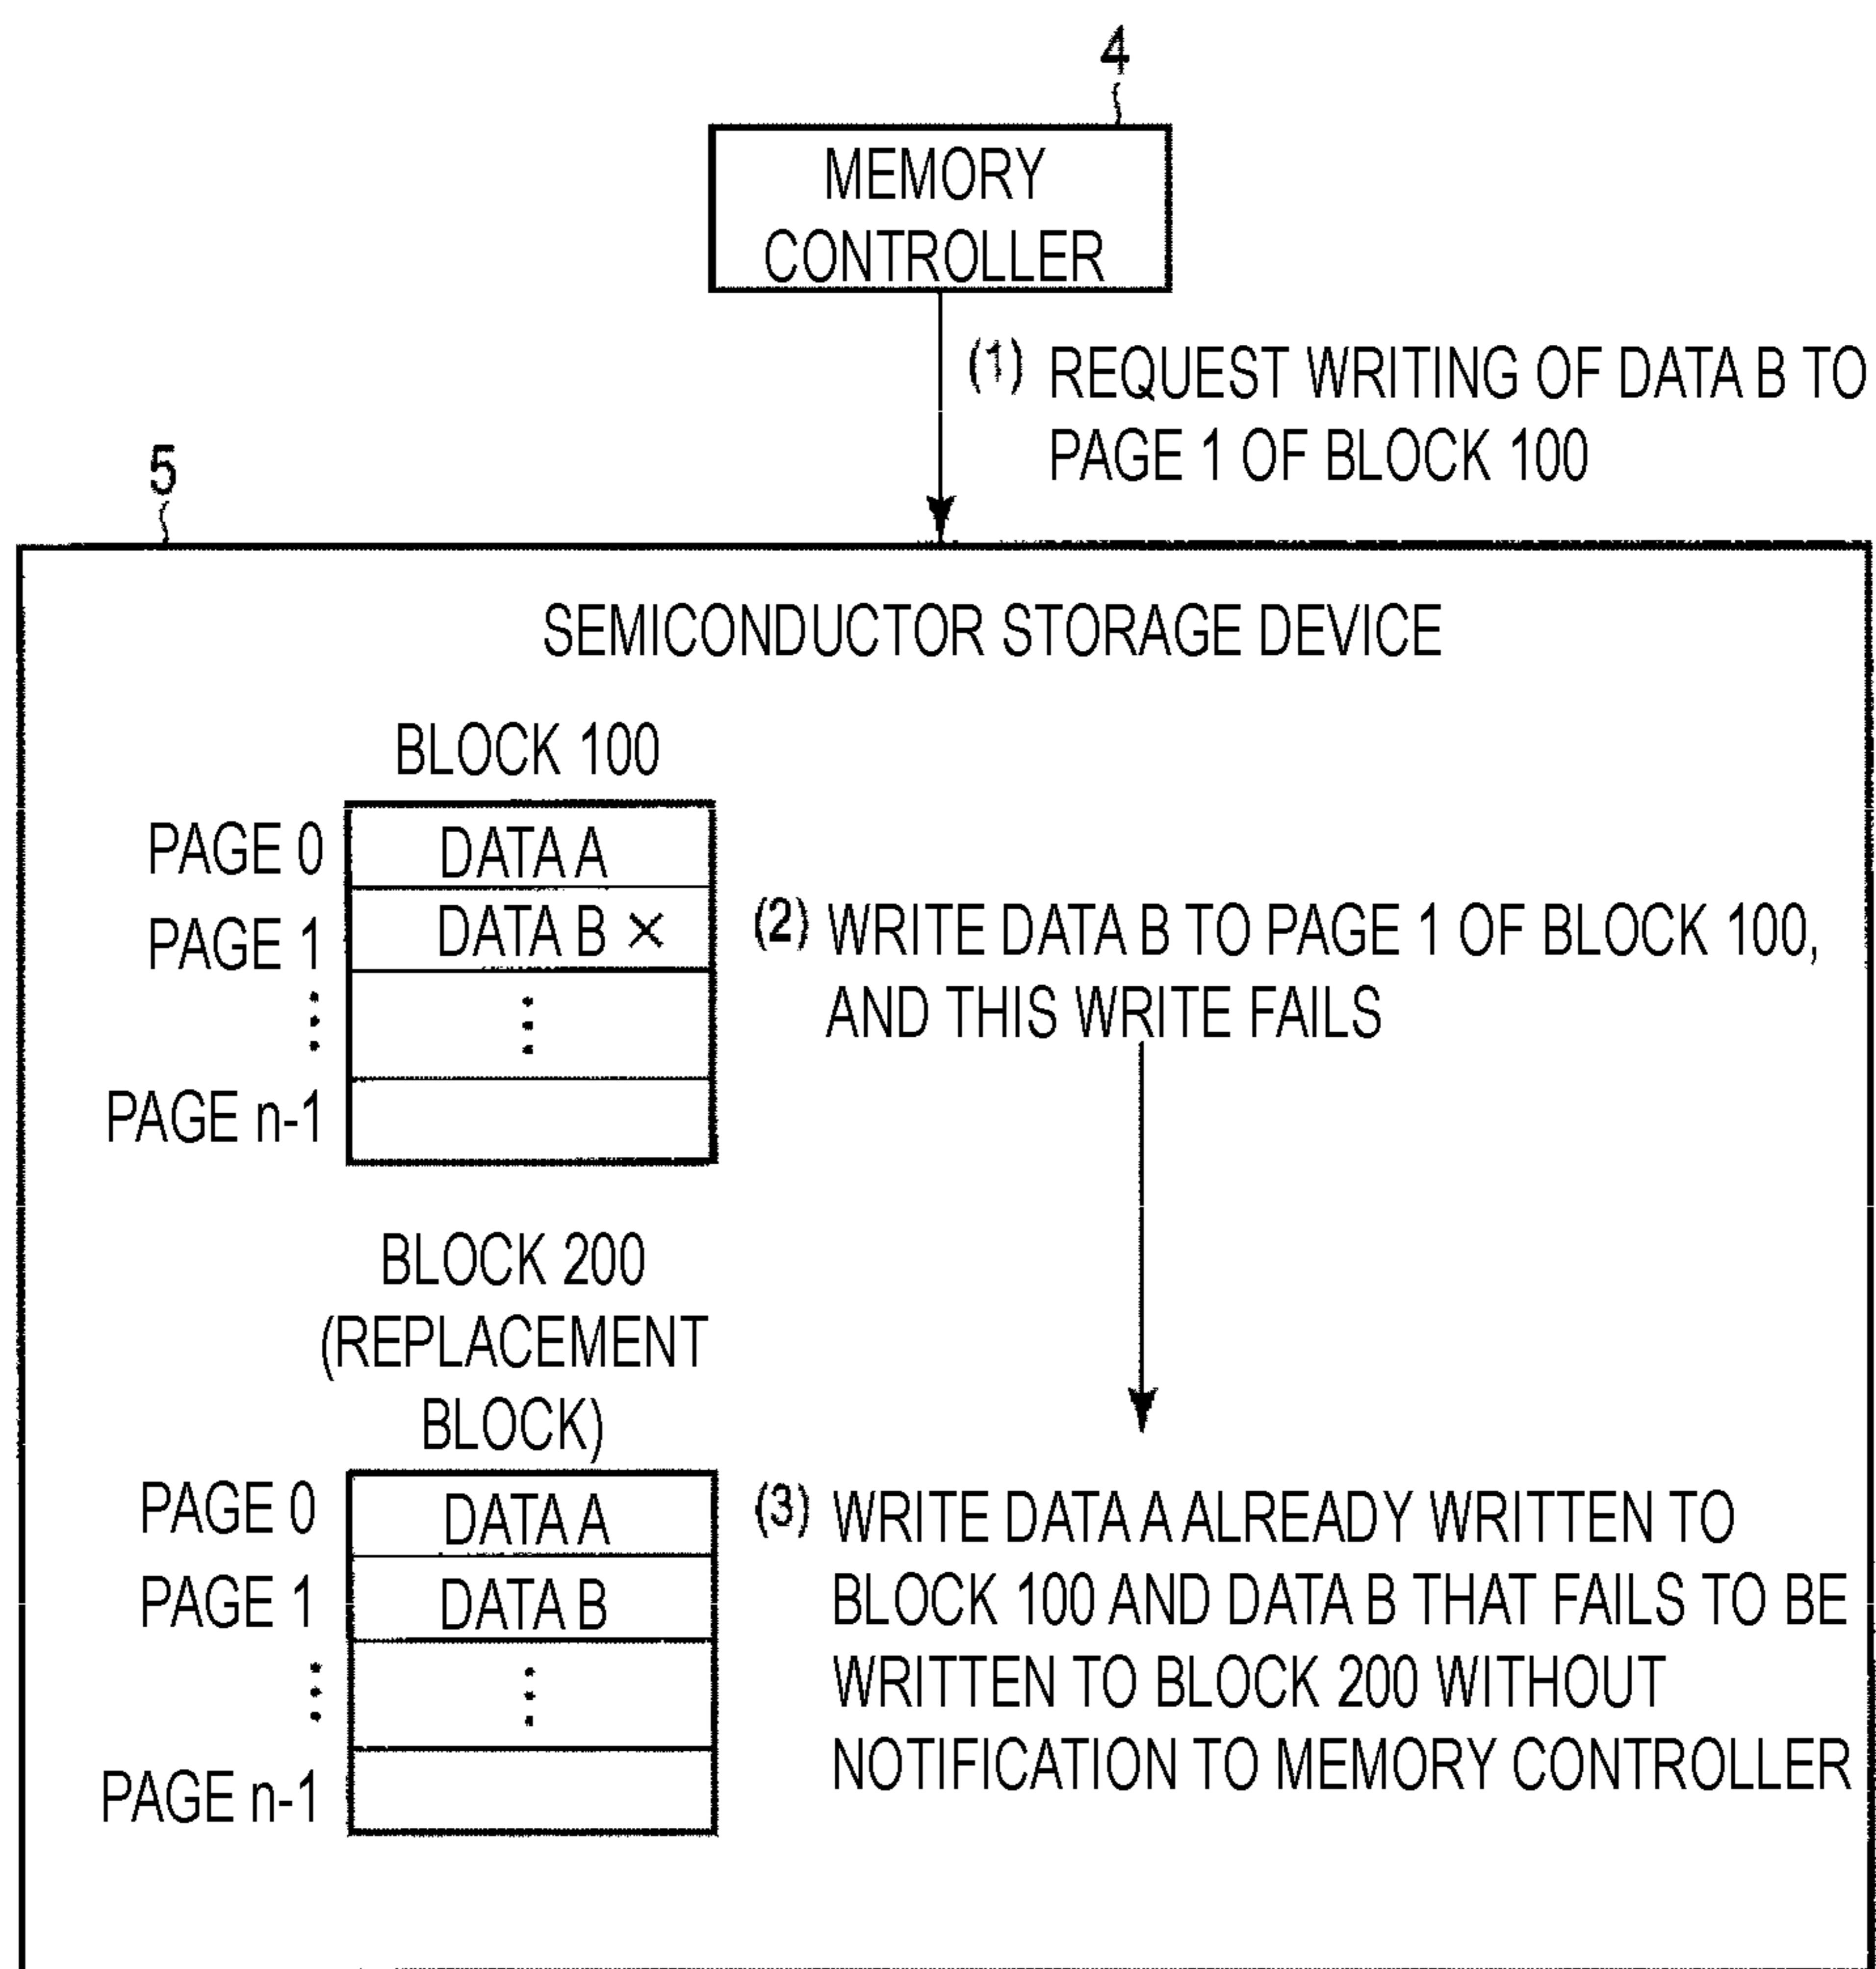 4
MEMORY
CONTROLLER
(1) REQUEST WRITING OF DATA B TO
PAGE 1 OF BLOCK 100
5
SEMICONDUCTOR STORAGE DEVICE
BLOCK 100
PAGE 0 DATA A
PAGE 1 DATA B ×
PAGE n-1
(2) WRITE DATA B TO PAGE 1 OF BLOCK 100,
AND THIS WRITE FAILS
BLOCK 200
(REPLACEMENT
BLOCK)
PAGE 0 DATA A
PAGE 1 DATA B
PAGE n-1
(3) WRITE DATA A ALREADY WRITTEN TO
BLOCK 100 AND DATA B THAT FAILS TO BE
WRITTEN TO BLOCK 200 WITHOUT
NOTIFICATION TO MEMORY CONTROLLER